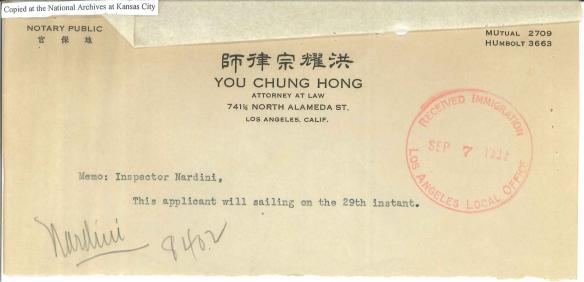 Copied at the National Archives at Kansas City
NOTARY PUBLIC
官保地
MUTUAL 2709
HUMBOLT 3663
師律宗耀洪
YOU CHUNG HONG
ATTORNEY AT LAW
741½ NORTH ALAMEDA ST.
LOS ANGELES, CALIF.
RECEIVED IMMIGRATION
SEP 7
LOS ANGELES LOCAL OFFICE
Memo: Inspector Nardini,
This applicant will sailing on the 29th instant.
Nardini
8402